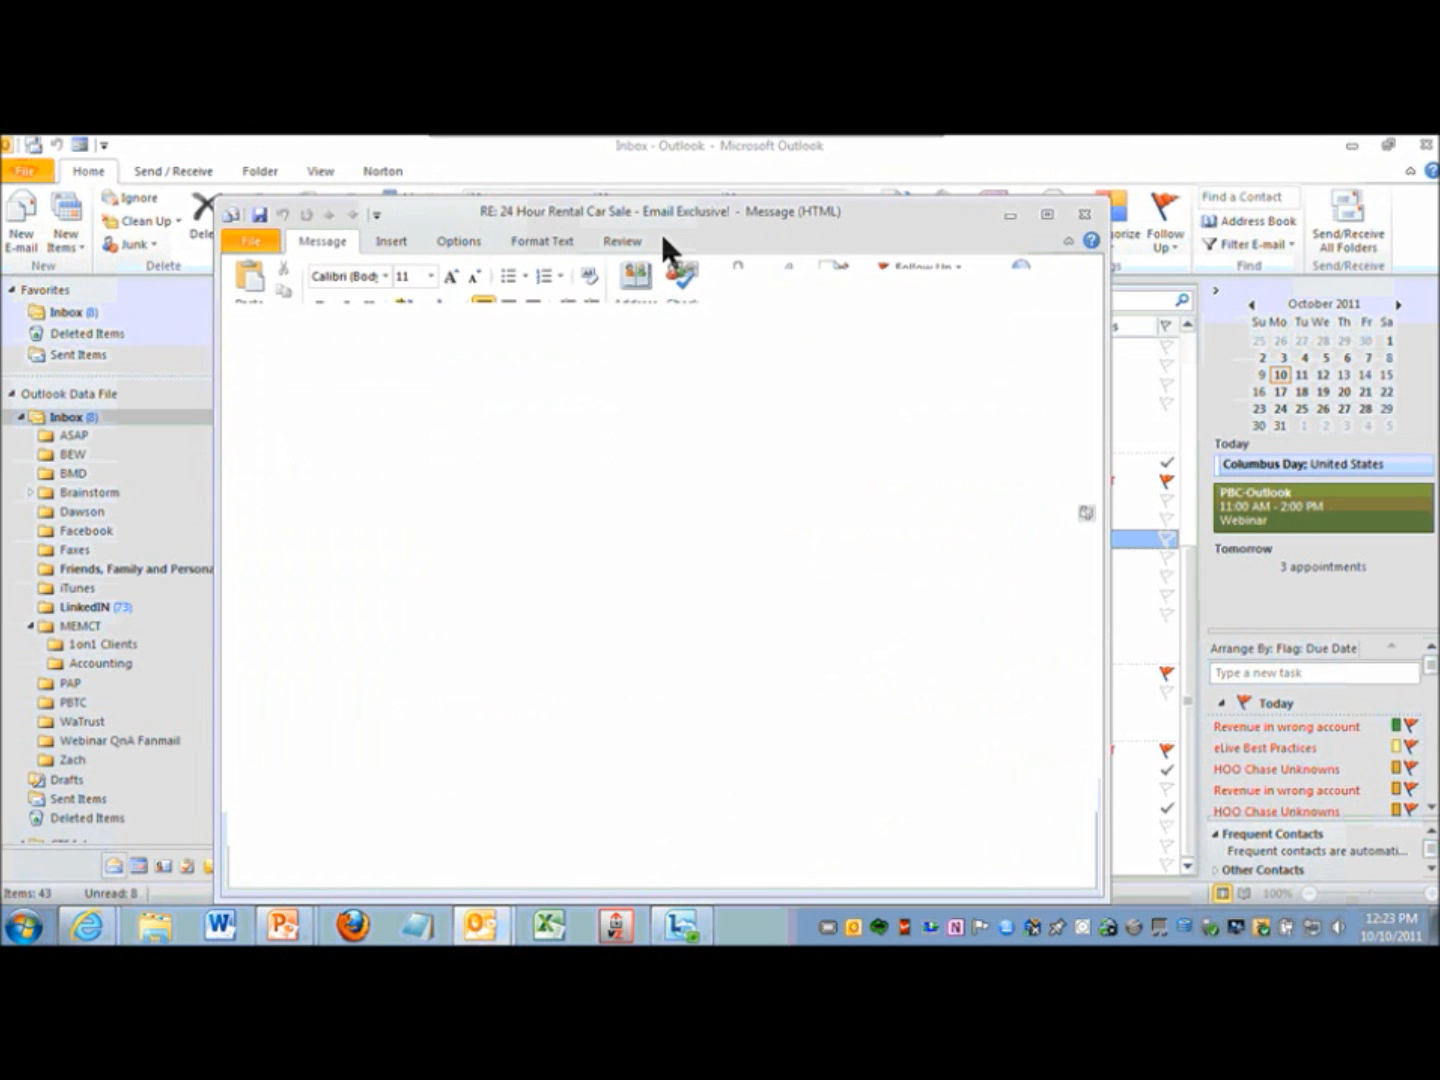 Inbox - Outlook - Microsoft Outlook
File Home Send / Receive Folder View Norton
New E-mail
New Items
Ignore
Clean Up
Junk
New
Delete
Follow Up
Find a Contact
Address Book
Filter E-mail
Find
Send/Receive All Folders
Send/Receive
RE: 24 Hour Rental Car Sale - Email Exclusive! - Message (HTML)
File Message Insert Options Format Text Review
Calibri (Body 11
Follow Up
Favorites
Inbox (8)
Deleted Items
Sent Items
Outlook Data File
Inbox (8)
ASAP
BEW
BMD
Brainstorm
Dawson
Facebook
Faxes
Friends, Family and Persona
iTunes
LinkedIN (73)
MEMCT
1on1 Clients
Accounting
PAP
PBTC
WaTrust
Webinar QnA Fanmail
Zach
Drafts
Sent Items
Deleted Items
Items: 43 Unread: 8
October 2011
Su Mo Tu We Th Fr Sa
25 26 27 28 29 30 1
2 3 4 5 6 7 8
9 10 11 12 13 14 15
16 17 18 19 20 21 22
23 24 25 26 27 28 29
30 31 1 2 3 4 5
Today
Columbus Day; United States
PBC-Outlook
11:00 AM - 2:00 PM
Webinar
Tomorrow
3 appointments
Arrange By: Flag: Due Date
Type a new task
Today
Revenue in wrong account
eLive Best Practices
HOO Chase Unknowns
Revenue in wrong account
HOO Chase Unknowns
Frequent Contacts
Frequent contacts are automati...
Other Contacts
100%
12:23 PM
10/10/2011